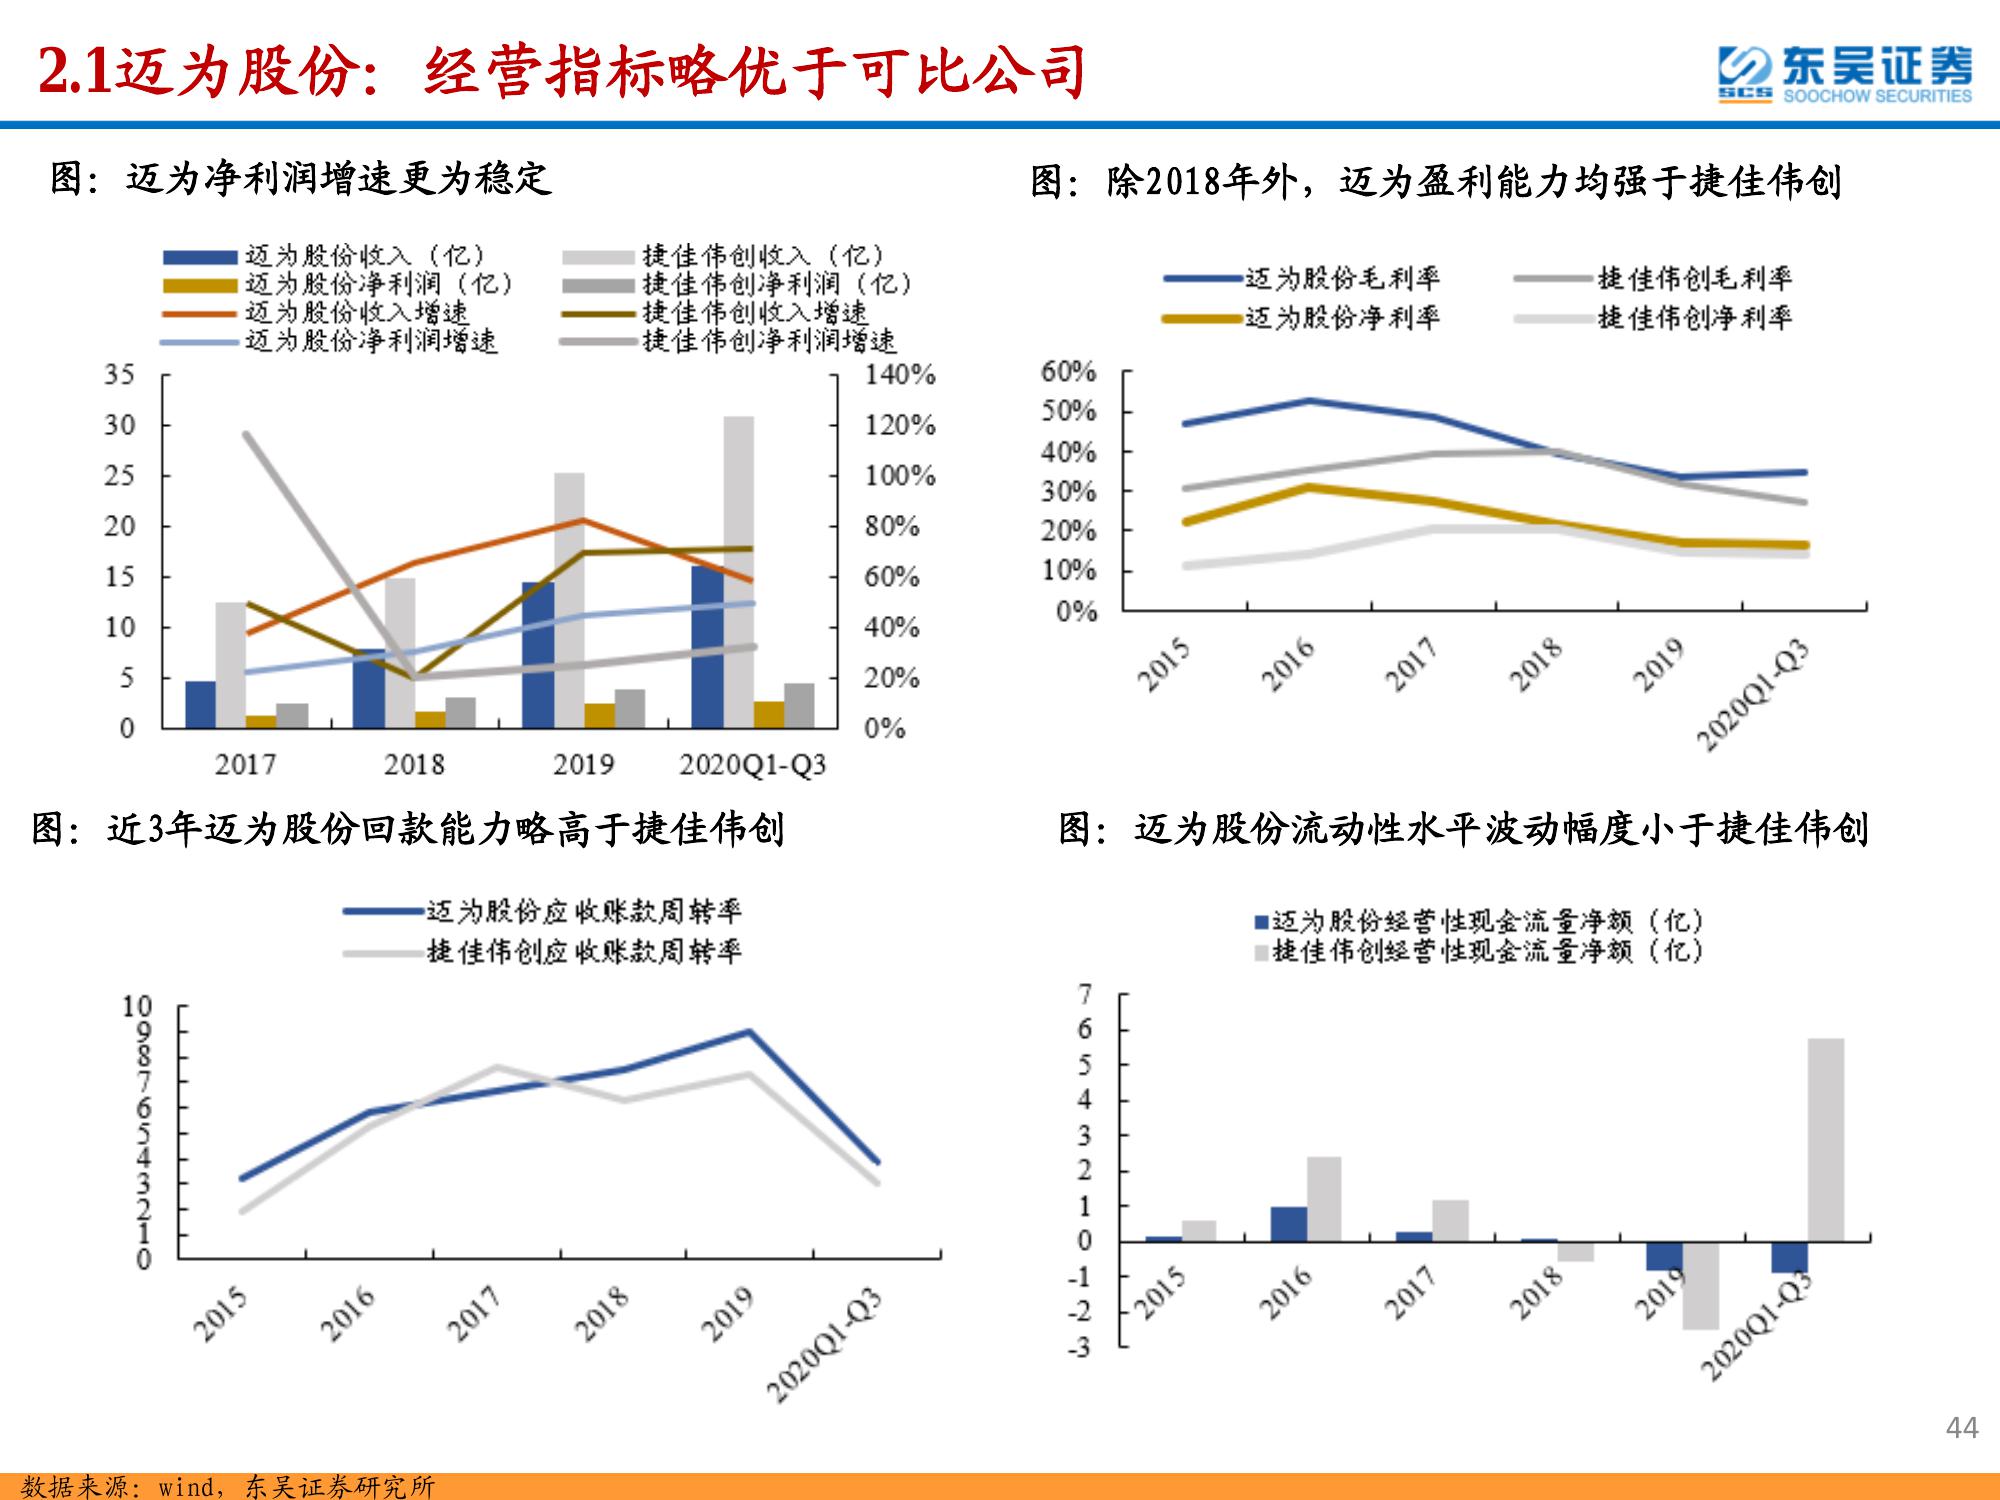 2.1迈为股份：经营指标略优于可比公司
东吴证券
SCS
SOOCHOW SECURITIES
图：迈为净利润增速更为稳定
迈为股份收入（亿）
捷佳伟创收入（亿）
迈为股份净利润（亿）
捷佳伟创净利润（亿）
迈为股份收入增速
捷佳伟创收入增速
迈为股份净利润增速
捷佳伟创净利润增速
35
30
25
20
15
10
5
0
140%
120%
100%
80%
60%
40%
20%
0%
2017
2018
2019
2020Q1-Q3
图：除2018年外，迈为盈利能力均强于捷佳伟创
迈为股份毛利率
捷佳伟创毛利率
迈为股份净利率
捷佳伟创净利率
60%
50%
40%
30%
20%
10%
0%
2015
2016
2017
2018
2019
2020Q1-Q3
图：近3年迈为股份回款能力略高于捷佳伟创
迈为股份应收账款周转率
捷佳伟创应收账款周转率
10
9
8
7
6
5
4
3
2
1
0
2015
2016
2017
2018
2019
2020Q1-Q3
图：迈为股份流动性水平波动幅度小于捷佳伟创
迈为股份经营性现金流量净额（亿）
捷佳伟创经营性现金流量净额（亿）
7
6
5
4
3
2
1
0
-1
-2
-3
2015
2016
2017
2018
2019
2020Q1-Q3
44
数据来源：wind，东吴证券研究所